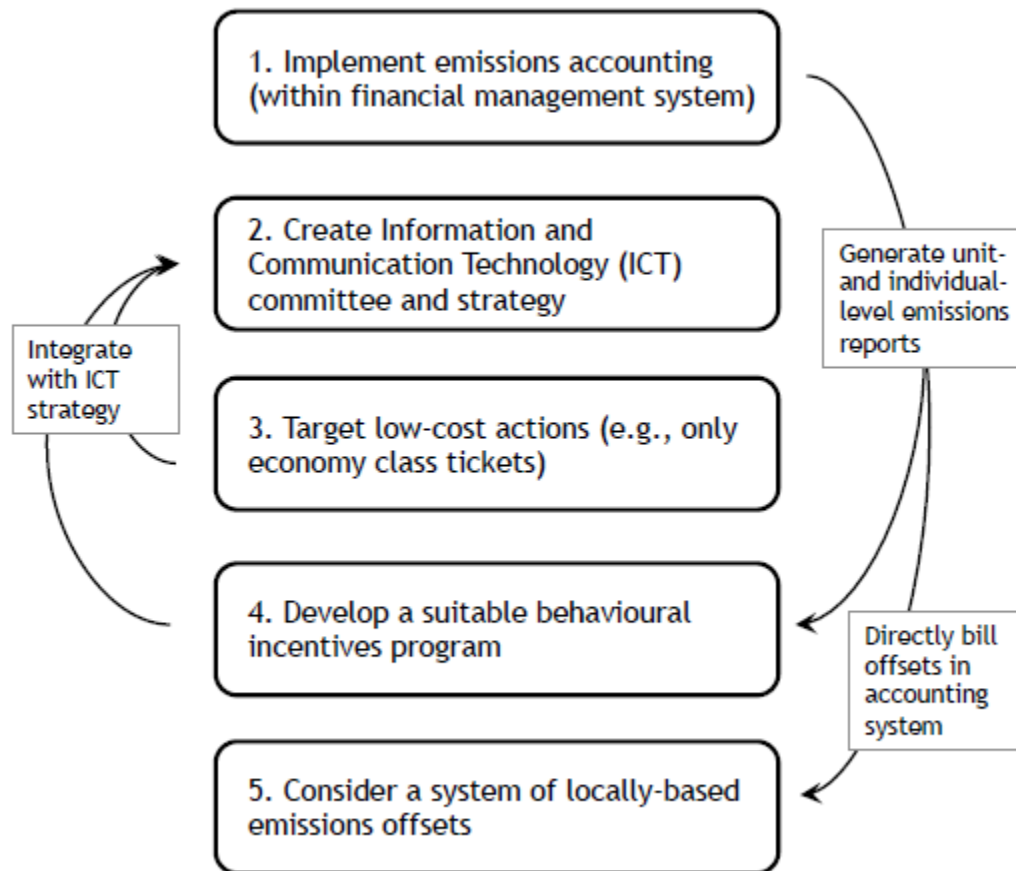 1. Implement emissions accounting
(within financial management system)
2. Create Information and
Communication Technology (ICT)
committee and strategy
Generate unit-
and individual-
level emissions
reports
Integrate
with ICT
strategy
3. Target low-cost actions (e.g., only
economy class tickets)
4. Develop a suitable behavioural
incentives program
Directly bill
offsets in
accounting
system
5. Consider a system of locally-based
emissions offsets